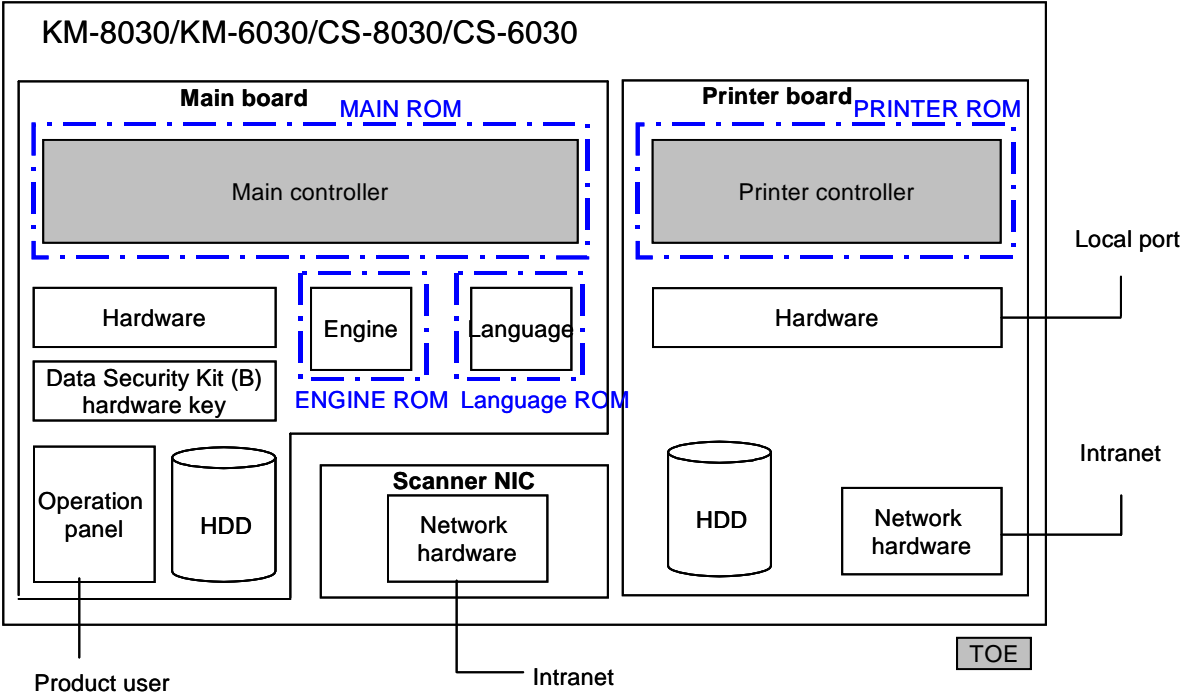 KM-8030/KM-6030/CS-8030/CS-6030
Main board
MAIN ROM
Main controller
Hardware
Engine
Language
Data Security Kit (B)
hardware key
ENGINE ROM
Language ROM
Operation
panel
HDD
Scanner NIC
Network
hardware
Printer board
PRINTER ROM
Printer controller
Hardware
HDD
Network
hardware
Local port
Intranet
TOE
Product user
Intranet